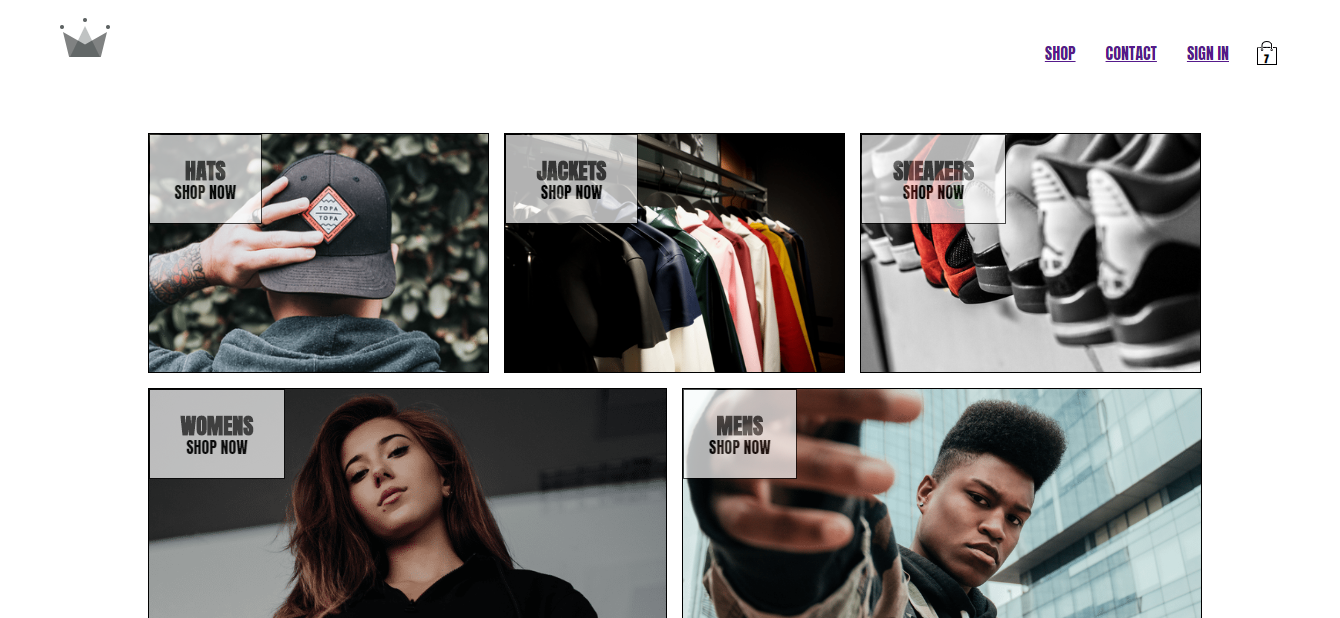 SHOP CONTACT SIGN IN 7
HATS
SHOP NOW
TOPA
TOPA
JACKETS
SHOP NOW
SNEAKERS
SHOP NOW
WOMENS
SHOP NOW
MENS
SHOP NOW